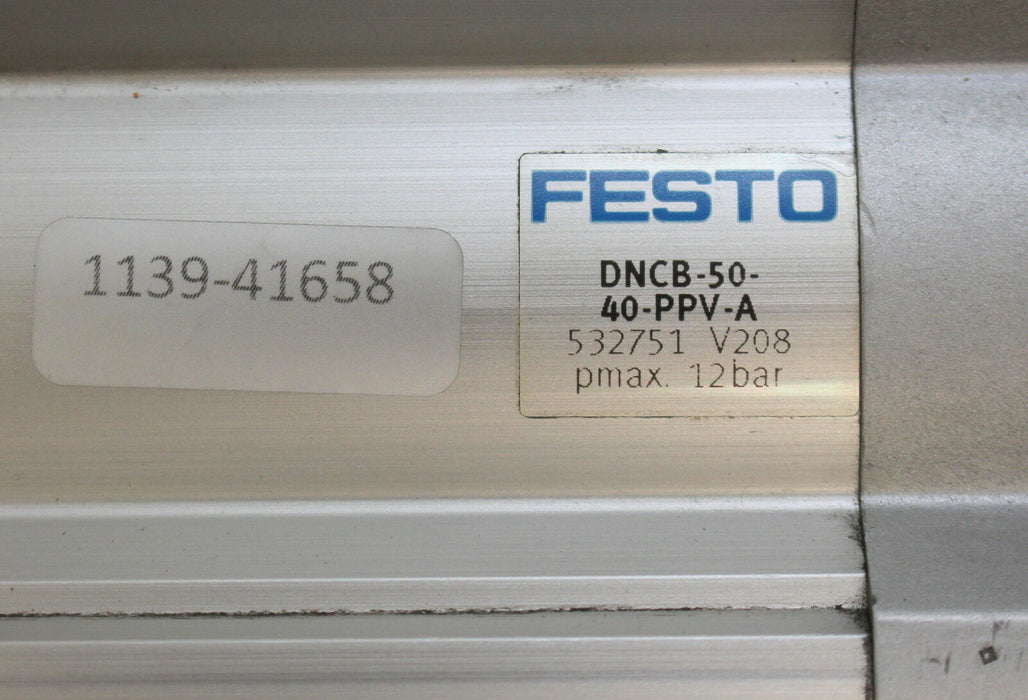 1139-41658
FESTO
DNCB-50-
40-PPV-A
532751 V208
pmax. 12bar